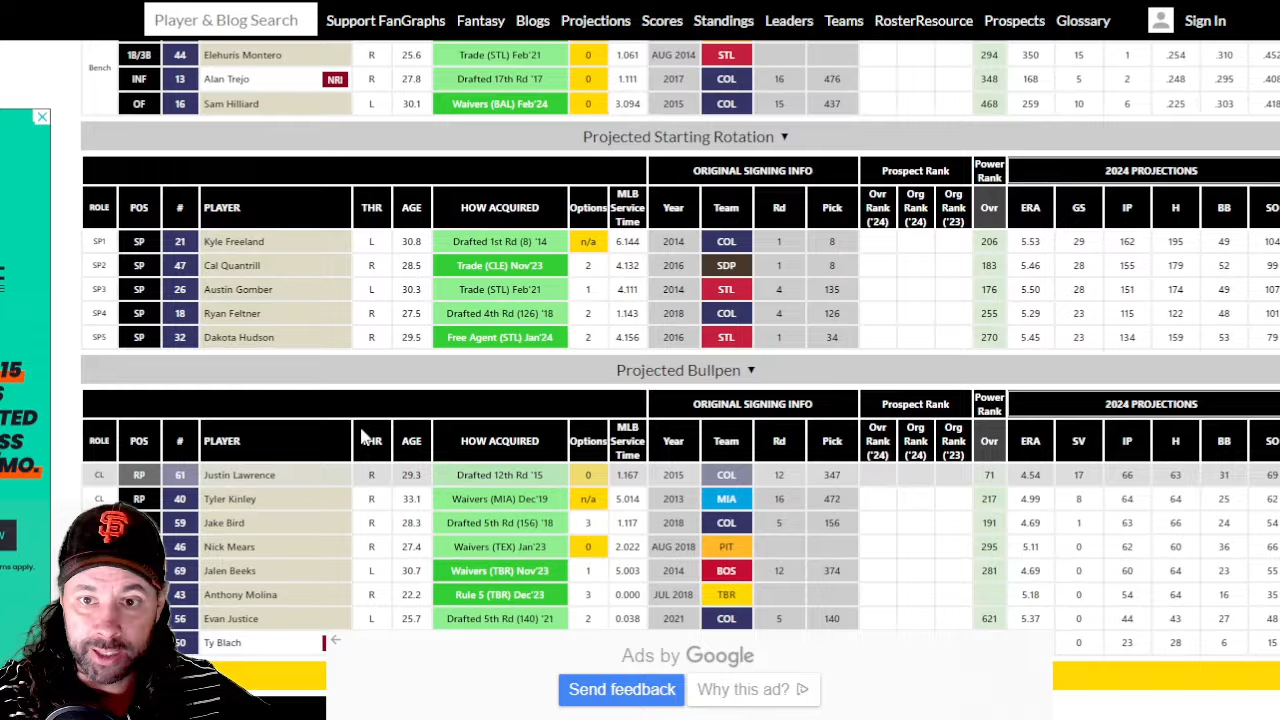 Player & Blog Search Support FanGraphs Fantasy Blogs Projections Scores Standings Leaders Teams RosterResource Prospects Glossary Sign In
Bench 1B/3B 44 Elehuris Montero R 25.6 Trade (STL) Feb'21 0 1.061 AUG 2014 STL 294 350 15 1 .254 .310 .452
INF 13 Alan Trejo NRI R 27.8 Drafted 17th Rd '17 0 1.111 2017 COL 16 476 348 168 5 2 .248 .295 .408
OF 16 Sam Hilliard L 30.1 Waivers (BAL) Feb'24 0 3.094 2015 COL 15 437 468 259 10 6 .225 .303 .418
Projected Starting Rotation ▼
ORIGINAL SIGNING INFO Prospect Rank Power Rank 2024 PROJECTIONS
ROLE POS # PLAYER THR AGE HOW ACQUIRED Options MLB Service Time Year Team Rd Pick Ovr Rank ('24) Org Rank ('24) Org Rank ('23) Ovr ERA GS IP H BB SO
SP1 SP 21 Kyle Freeland L 30.8 Drafted 1st Rd (8) '14 n/a 6.144 2014 COL 1 8 206 5.53 29 162 195 49 104
SP2 SP 47 Cal Quantrill R 28.5 Trade (CLE) Nov'23 2 4.132 2016 SDP 1 8 183 5.46 28 155 179 52 99
SP3 SP 26 Austin Gomber L 30.3 Trade (STL) Feb'21 1 4.111 2014 STL 4 135 176 5.50 28 151 174 49
SP4 SP 18 Ryan Feltner R 27.5 Drafted 4th Rd (126) '18 2 1.143 2018 COL 4 126 255 5.29 23 115 122 48 101
SP5 SP 32 Dakota Hudson R 29.5 Free Agent (STL) Jan'24 2 4.156 2016 STL 1 34 270 5.45 23 134 159 53 79
Projected Bullpen ▼
ORIGINAL SIGNING INFO Prospect Rank Power Rank 2024 PROJECTIONS
ROLE POS # PLAYER THR AGE HOW ACQUIRED Options MLB Service Time Year Team Rd Pick Ovr Rank ('24) Org Rank ('24) Org Rank ('23) Ovr ERA SV IP H BB SO
CL RP 61 Justin Lawrence R 29.3 Drafted 12th Rd '15 0 1.167 2015 COL 12 347 71 4.54 17 66 63 31 69
CL RP 40 Tyler Kinley R 33.1 Waivers (MIA) Dec'19 n/a 5.014 2013 MIA 16 472 217 4.99 8 64 64 25 62
59 Jake Bird R 28.3 Drafted 5th Rd (156) '18 3 1.117 2018 COL 5 156 191 4.69 1 63 66 24 54
46 Nick Mears R 27.4 Waivers (TEX) Jan'23 0 2.022 AUG 2018 PIT 295 5.11 0 62 60 36 66
69 Jalen Beeks L 30.7 Waivers (TBR) Nov'23 1 5.003 2014 BOS 12 374 281 4.69 0 60 64 23 55
43 Anthony Molina R 22.2 Rule 5 (TBR) Dec'23 3 0.000 JUL 2018 TBR 5.18 0 54 64 16 35
56 Evan Justice L 25.7 Drafted 5th Rd (140) '21 2 0.038 2021 COL 5 140 621 5.37 0 44 43 27 48
50 Ty Blach 0 23 28 6 15
Ads by Google
Send feedback Why this ad?
15
MO.